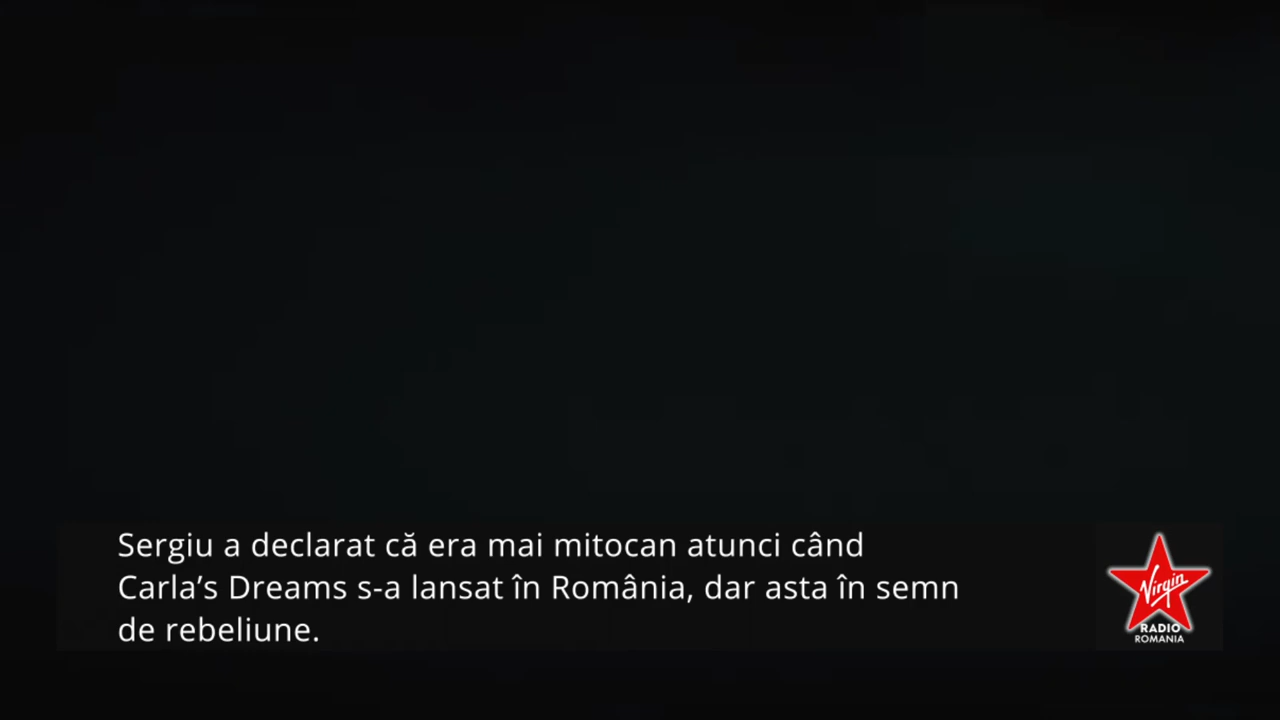 Sergiu a declarat că era mai mitocan atunci când
Carla’s Dreams s-a lansat în România, dar asta în semn
de rebeliune.
Virgin
RADIO
ROMANIA